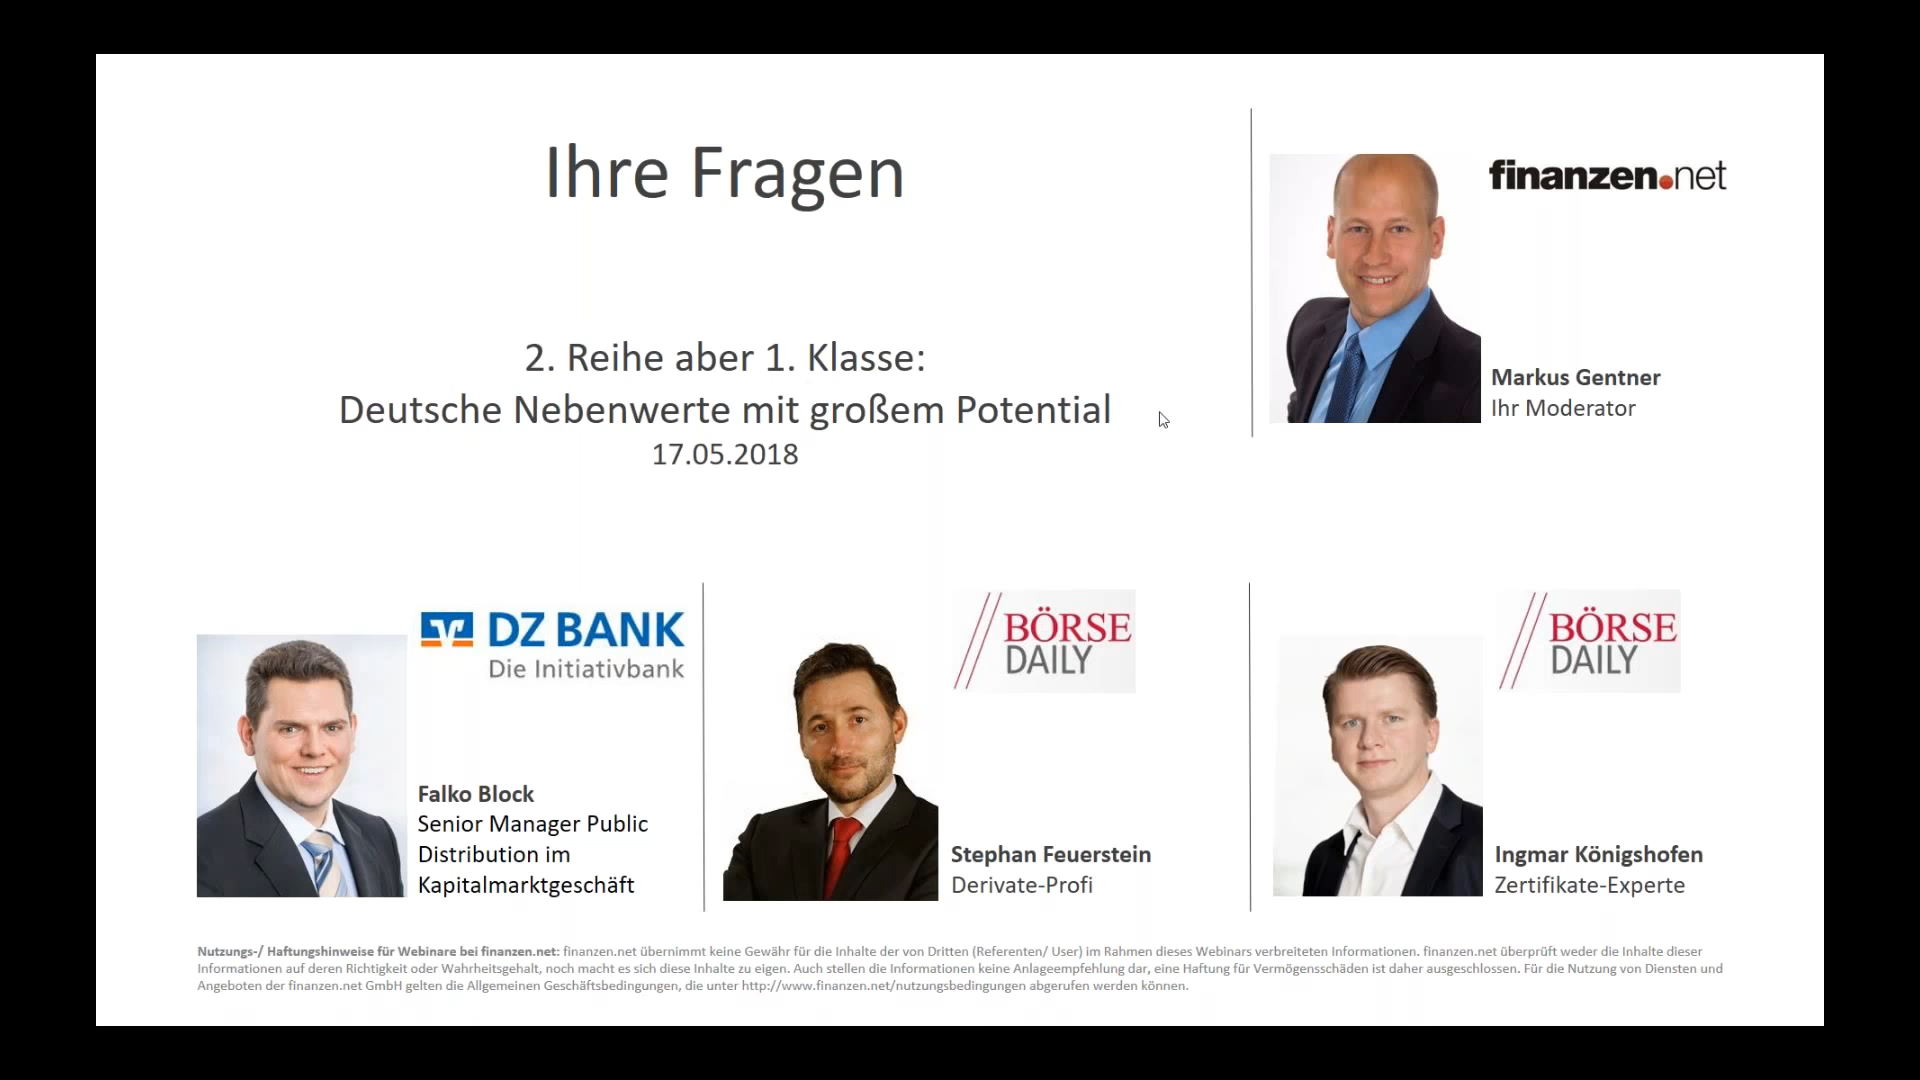 Ihre Fragen
2. Reihe aber 1. Klasse:
Deutsche Nebenwerte mit großem Potential
17.05.2018
finanzen.net
Markus Gentner
Ihr Moderator
DZ BANK
Die Initiativbank
Falko Block
Senior Manager Public
Distribution im
Kapitalmarktgeschäft
BÖRSE
DAILY
Stephan Feuerstein
Derivate-Profi
BÖRSE
DAILY
Ingmar Königshofen
Zertifikate-Experte
Nutzungs-/ Haftungshinweise für Webinare bei finanzen.net: finanzen.net übernimmt keine Gewähr für die Inhalte der von Dritten (Referenten/ User) im Rahmen dieses Webinars verbreiteten Informationen. finanzen.net überprüft weder die Inhalte dieser
Informationen auf deren Richtigkeit oder Wahrheitsgehalt, noch macht es sich diese Inhalte zu eigen. Auch stellen die Informationen keine Anlageempfehlung dar, eine Haftung für Vermögensschäden ist daher ausgeschlossen. Für die Nutzung von Diensten und
Angeboten der finanzen.net GmbH gelten die Allgemeinen Geschäftsbedingungen, die unter http://www.finanzen.net/nutzungsbedingungen abgerufen werden können.